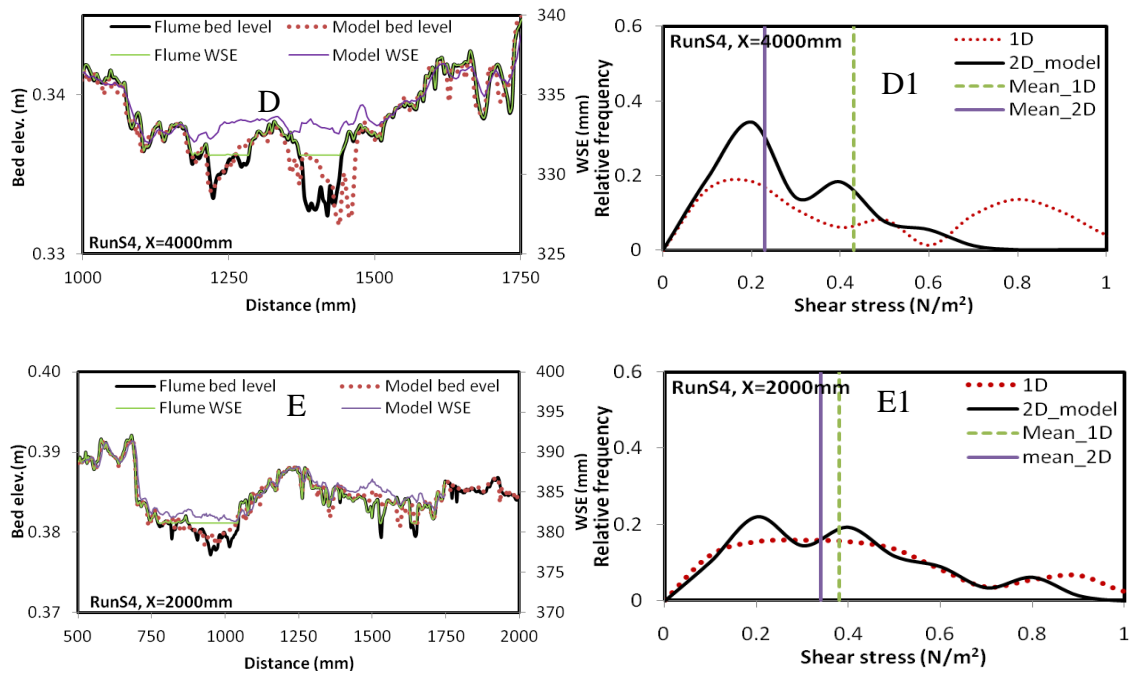 Flume bed level
Model bed level
Flume WSE
Model WSE
D
Bed elev. (m)
0.34
0.33
340
335
330
325
WSE (mm)
RunS4, X=4000mm
1000
1250
1500
1750
Distance (mm)
RunS4, X=4000mm
D1
1D
2D_model
Mean_1D
Mean_2D
Relative frequency
0.6
0.4
0.2
0
0
0.2
0.4
0.6
0.8
1
Shear stress (N/m²)
Flume bed level
Model bed evel
Flume WSE
Model WSE
E
Bed elev.(m)
0.40
0.39
0.38
0.37
400
395
390
385
380
375
370
WSE (mm)
RunS4, X=2000mm
500
750
1000
1250
1500
1750
2000
Distance (mm)
RunS4, X=2000mm
E1
1D
2D_model
Mean_1D
mean_2D
Relative frequency
0.6
0.4
0.2
0
0
0.2
0.4
0.6
0.8
1
Shear stress (N/m²)